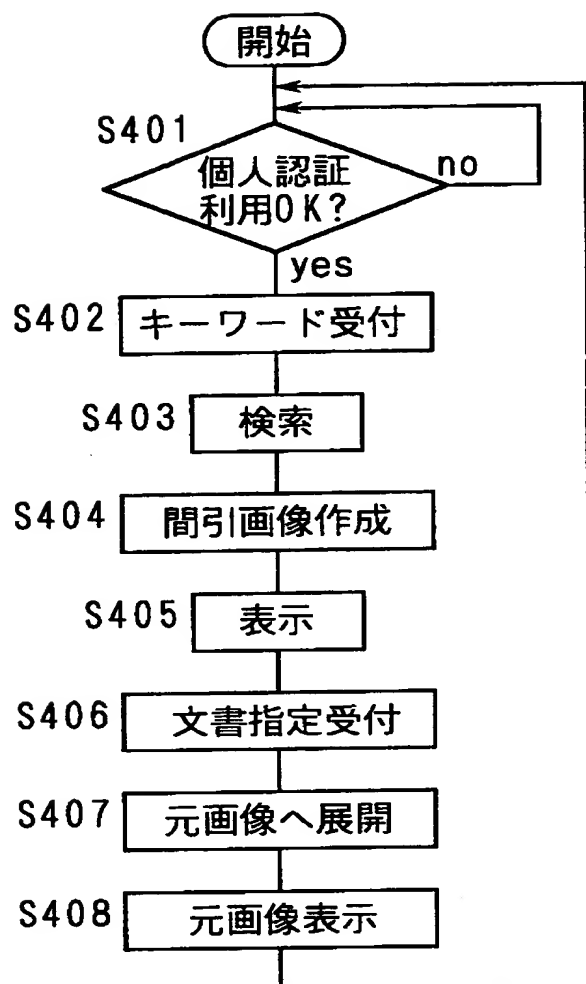 開始
S401
個人認証
利用OK?
no
yes
S402
キーワード受付
S403
検索
S404
間引画像作成
S405
表示
S406
文書指定受付
S407
元画像へ展開
S408
元画像表示